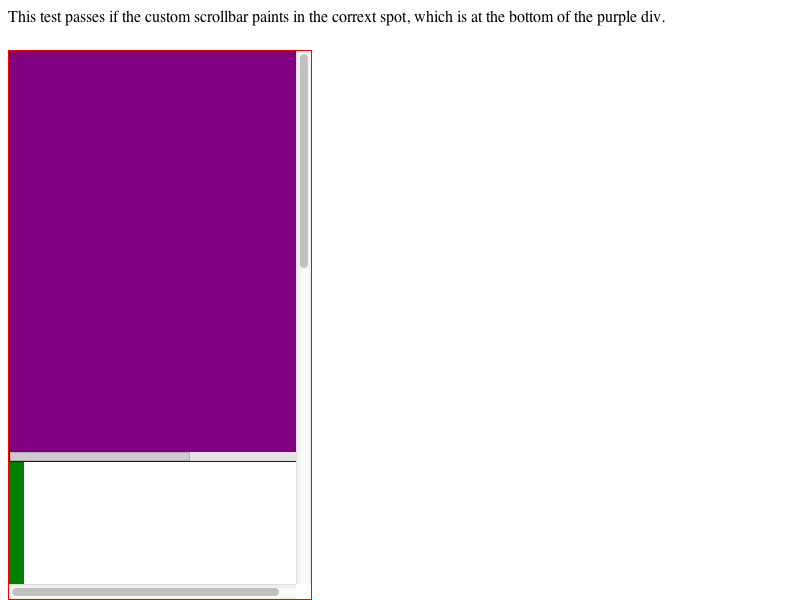 This test passes if the custom scrollbar paints in the corrext spot, which is at the bottom of the purple div.